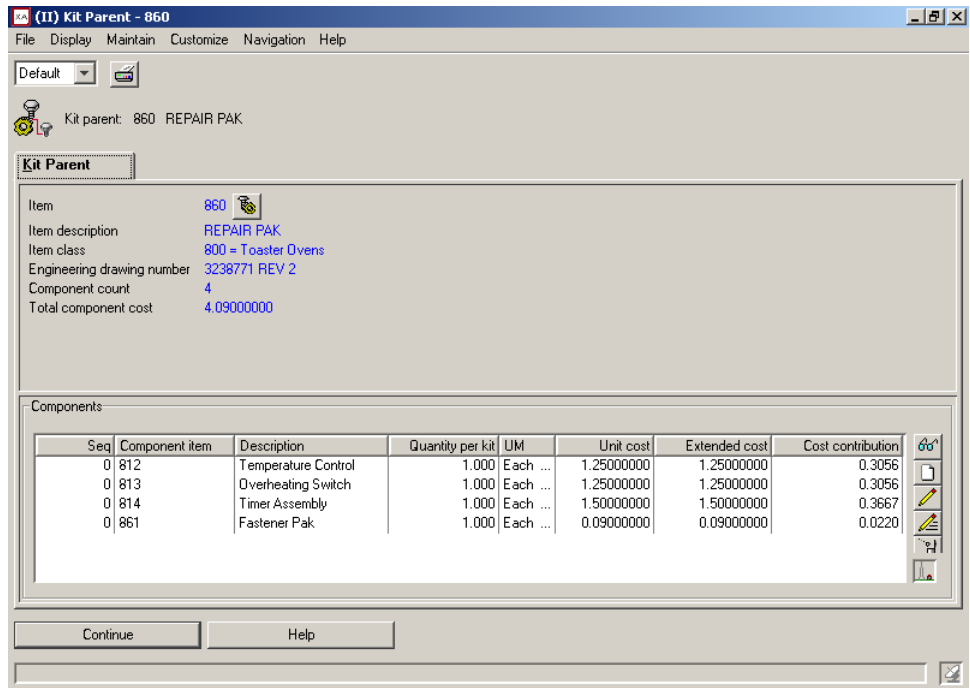 XA (II) Kit Parent - 860
File Display Maintain Customize Navigation Help
Default
Kit parent: 860 REPAIR PAK
Kit Parent
Item 860
Item description REPAIR PAK
Item class 800 = Toaster Ovens
Engineering drawing number 3238771 REV 2
Component count 4
Total component cost 4.09000000
Components
Seq Component item Description Quantity per kit UM Unit cost Extended cost Cost contribution
0 812 Temperature Control 1.000 Each ... 1.25000000 1.25000000 0.3056
0 813 Overheating Switch 1.000 Each ... 1.25000000 1.25000000 0.3056
0 814 Timer Assembly 1.000 Each ... 1.50000000 1.50000000 0.3667
0 861 Fastener Pak 1.000 Each ... 0.09000000 0.09000000 0.0220
Continue Help